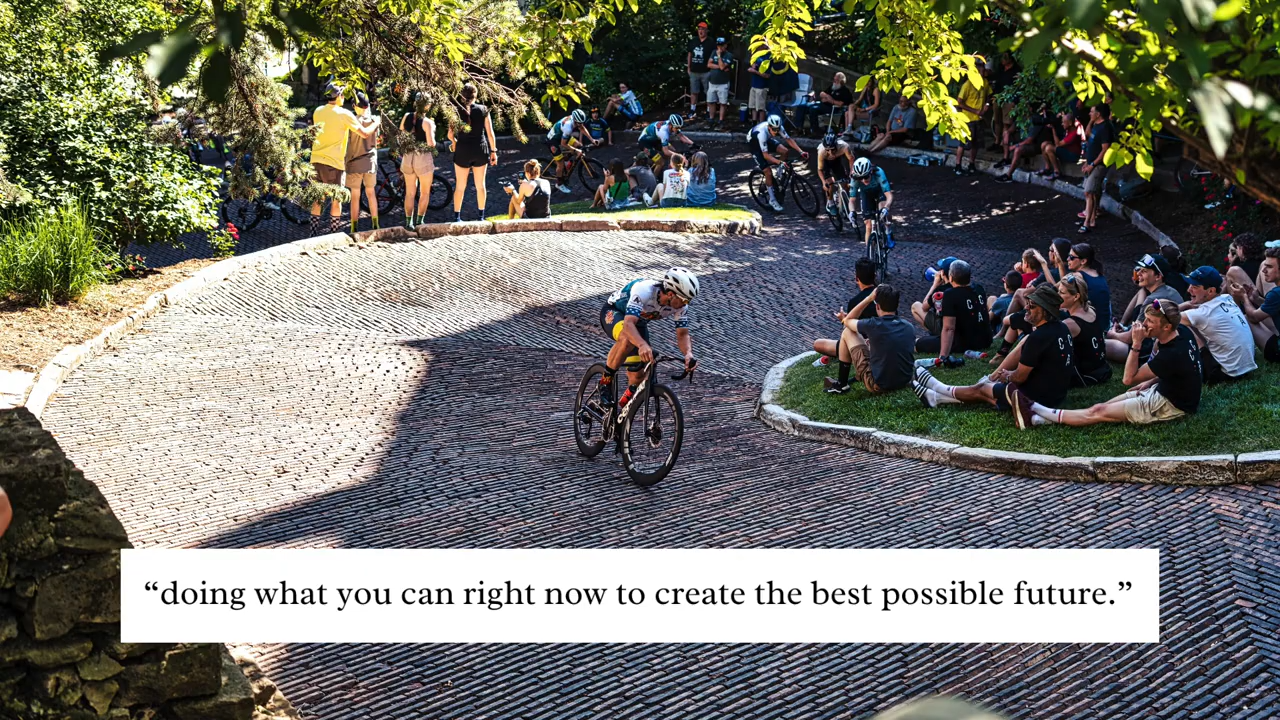 “doing what you can right now to create the best possible future.”